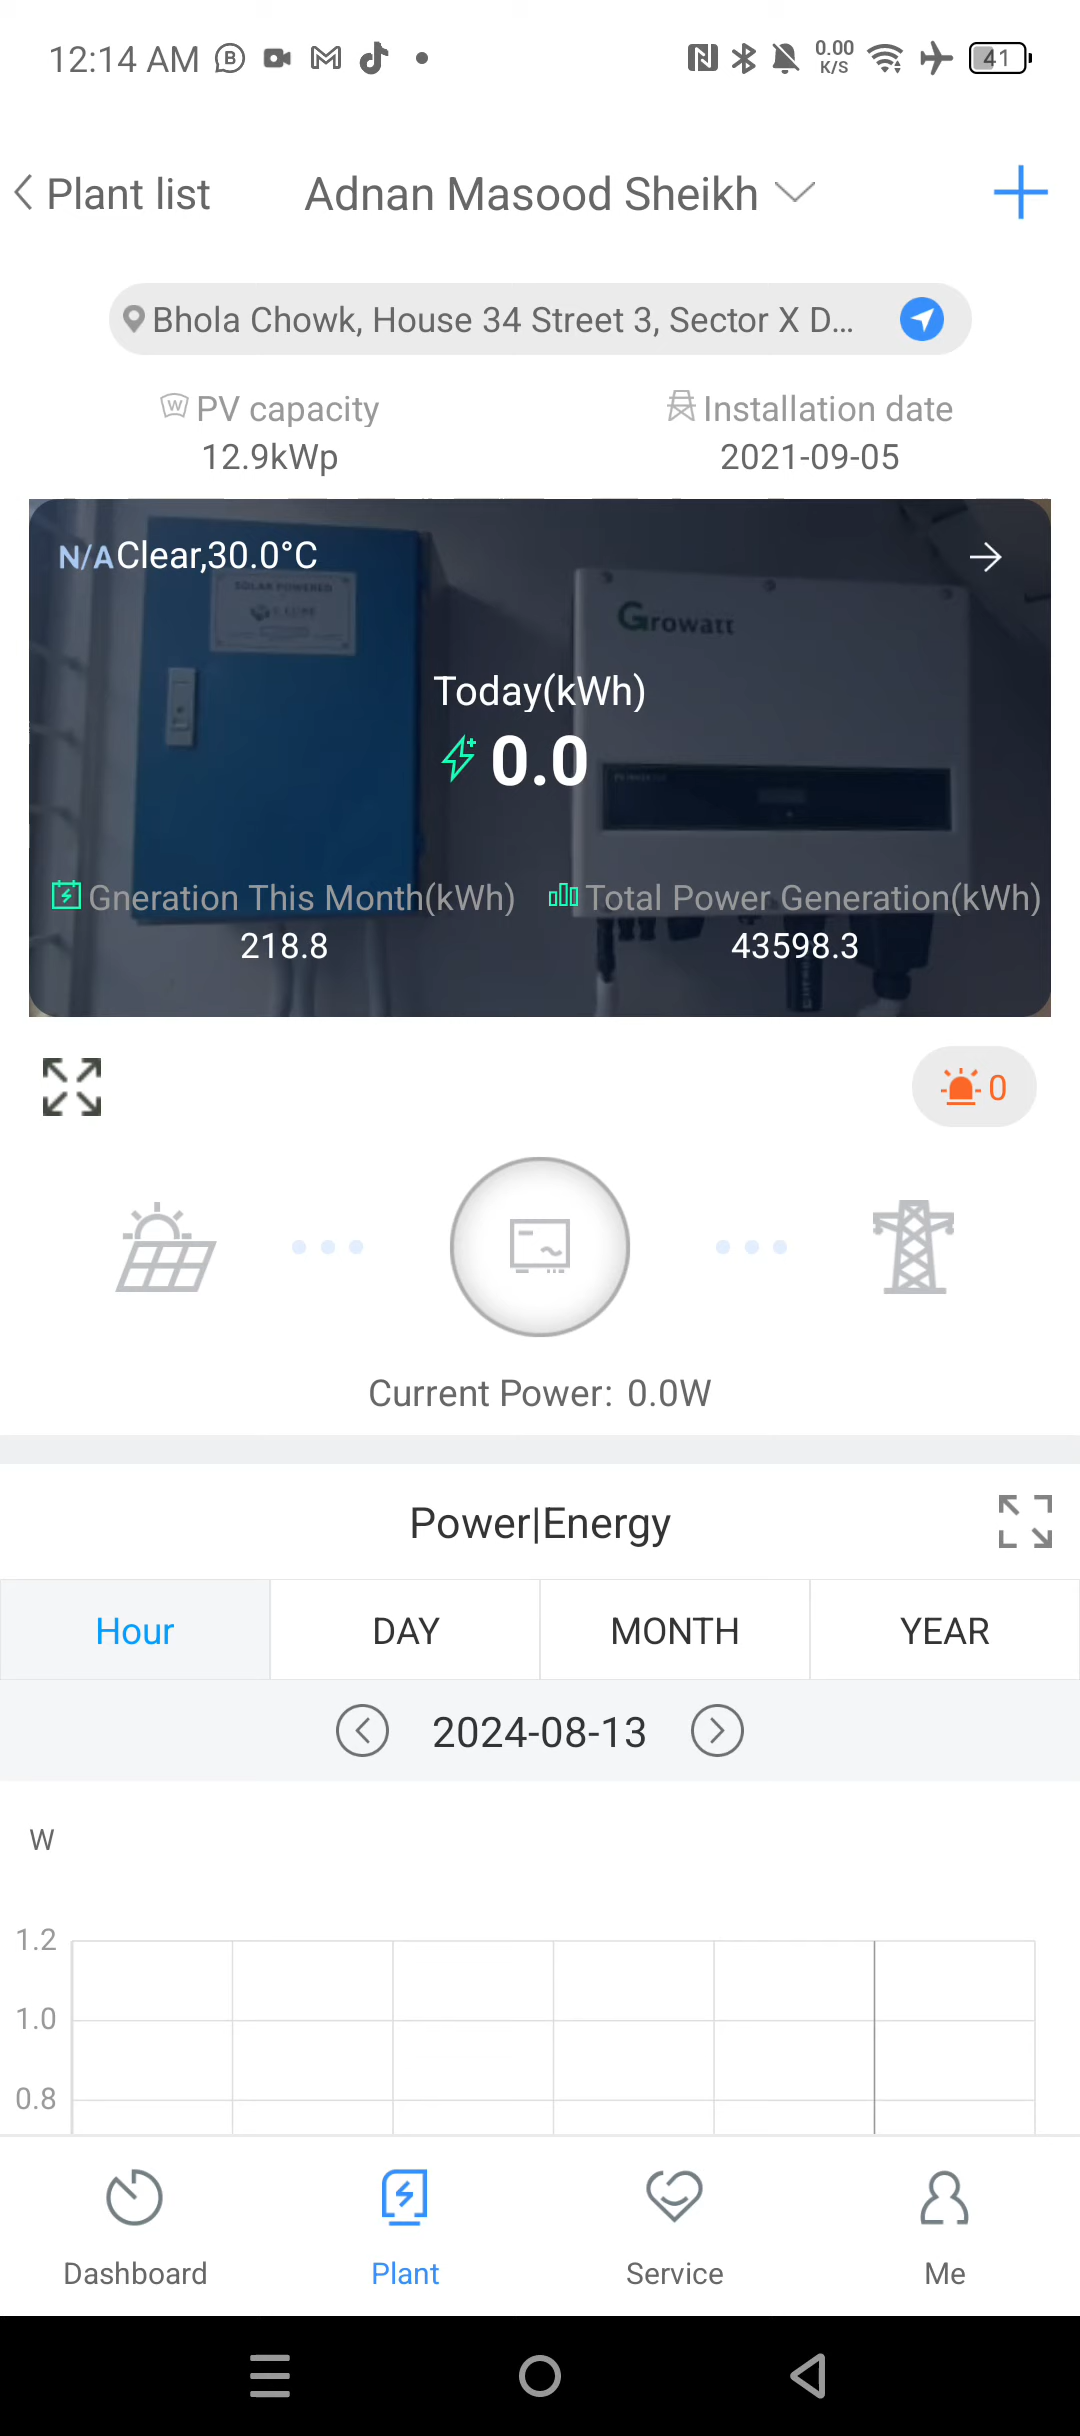 12:14 AM
0.00
K/S
41
Plant list
Adnan Masood Sheikh
Bhola Chowk, House 34 Street 3, Sector X D...
PV capacity
12.9kWp
Installation date
2021-09-05
N/A Clear,30.0°C
SOLAR POWERED
Growatt
Today(kWh)
0.0
Gneration This Month(kWh)
218.8
Total Power Generation(kWh)
43598.3
0
Current Power: 0.0W
Power|Energy
Hour
DAY
MONTH
YEAR
2024-08-13
W
1.2
1.0
0.8
Dashboard
Plant
Service
Me